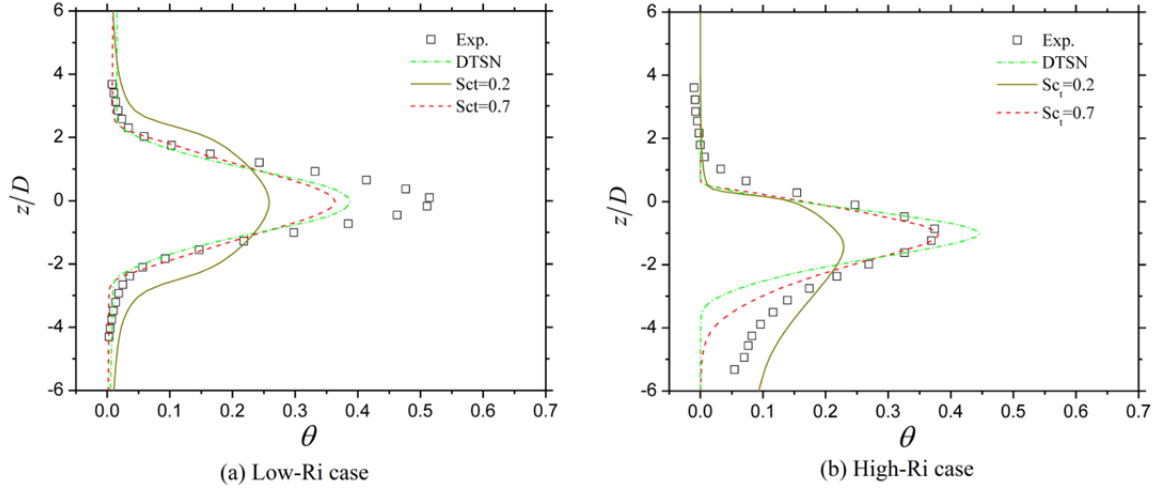 6
4
2
0
-2
-4
-6
z/D
0.0 0.1 0.2 0.3 0.4 0.5 0.6 0.7
θ
Exp.
DTSN
Sct=0.2
Sct=0.7
(a) Low-Ri case
6
4
2
0
-2
-4
-6
z/D
0.0 0.1 0.2 0.3 0.4 0.5 0.6 0.7
θ
Exp.
DTSN
Sc_t=0.2
Sc_t=0.7
(b) High-Ri case